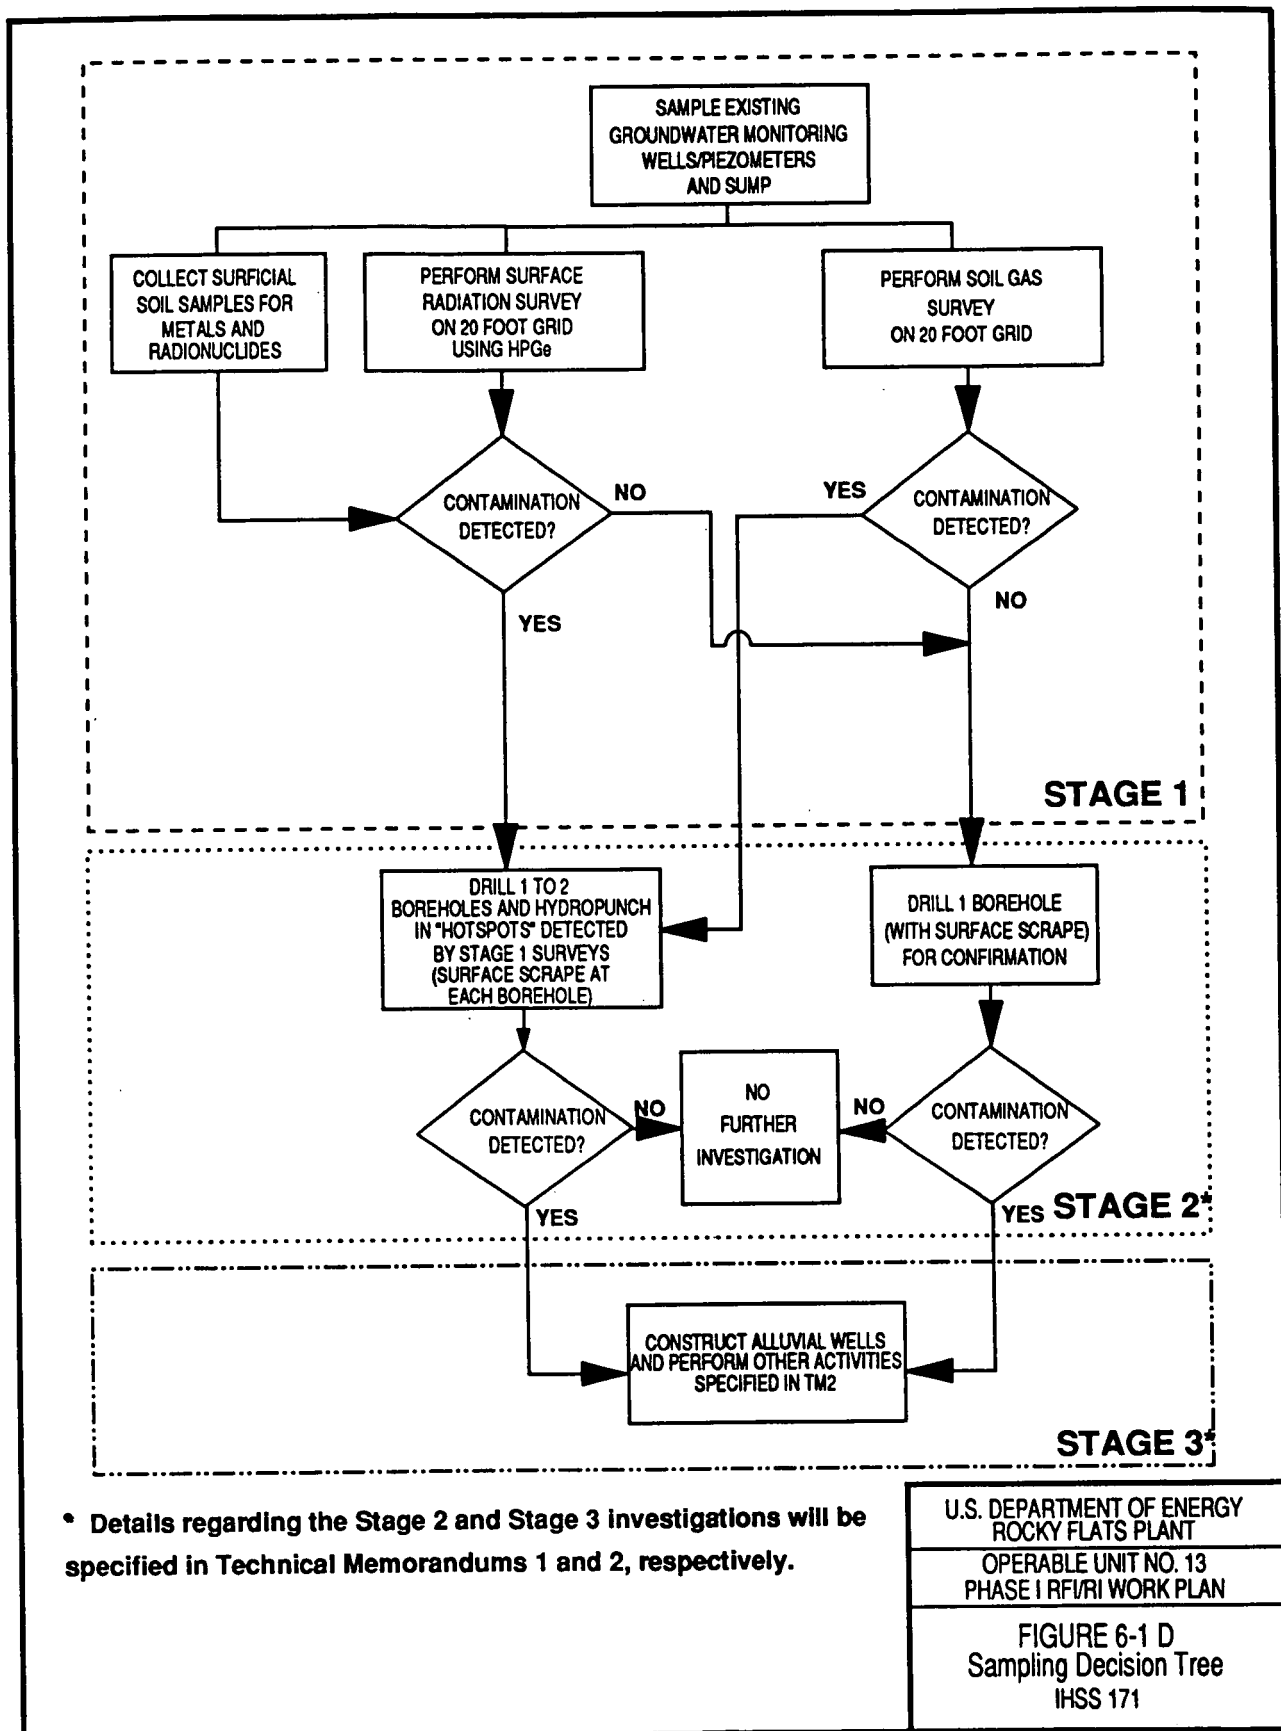 SAMPLE EXISTING
GROUNDWATER MONITORING
WELLS/PIEZOMETERS
AND SUMP
COLLECT SURFICIAL
SOIL SAMPLES FOR
METALS AND
RADIONUCLIDES
PERFORM SURFACE
RADIATION SURVEY
ON 20 FOOT GRID
USING HPGe
PERFORM SOIL GAS
SURVEY
ON 20 FOOT GRID
CONTAMINATION
DETECTED?
NO
YES
YES
CONTAMINATION
DETECTED?
NO
STAGE 1
DRILL 1 TO 2
BOREHOLES AND HYDROPUNCH
IN "HOTSPOTS" DETECTED
BY STAGE 1 SURVEYS
(SURFACE SCRAPE AT
EACH BOREHOLE)
DRILL 1 BOREHOLE
(WITH SURFACE SCRAPE)
FOR CONFIRMATION
CONTAMINATION
DETECTED?
NO
YES
NO
FURTHER
INVESTIGATION
NO
CONTAMINATION
DETECTED?
YES
STAGE 2*
CONSTRUCT ALLUVIAL WELLS
AND PERFORM OTHER ACTIVITIES
SPECIFIED IN TM2
STAGE 3*
* Details regarding the Stage 2 and Stage 3 investigations will be
specified in Technical Memorandums 1 and 2, respectively.
U.S. DEPARTMENT OF ENERGY
ROCKY FLATS PLANT
OPERABLE UNIT NO. 13
PHASE I RFI/RI WORK PLAN
FIGURE 6-1 D
Sampling Decision Tree
IHSS 171